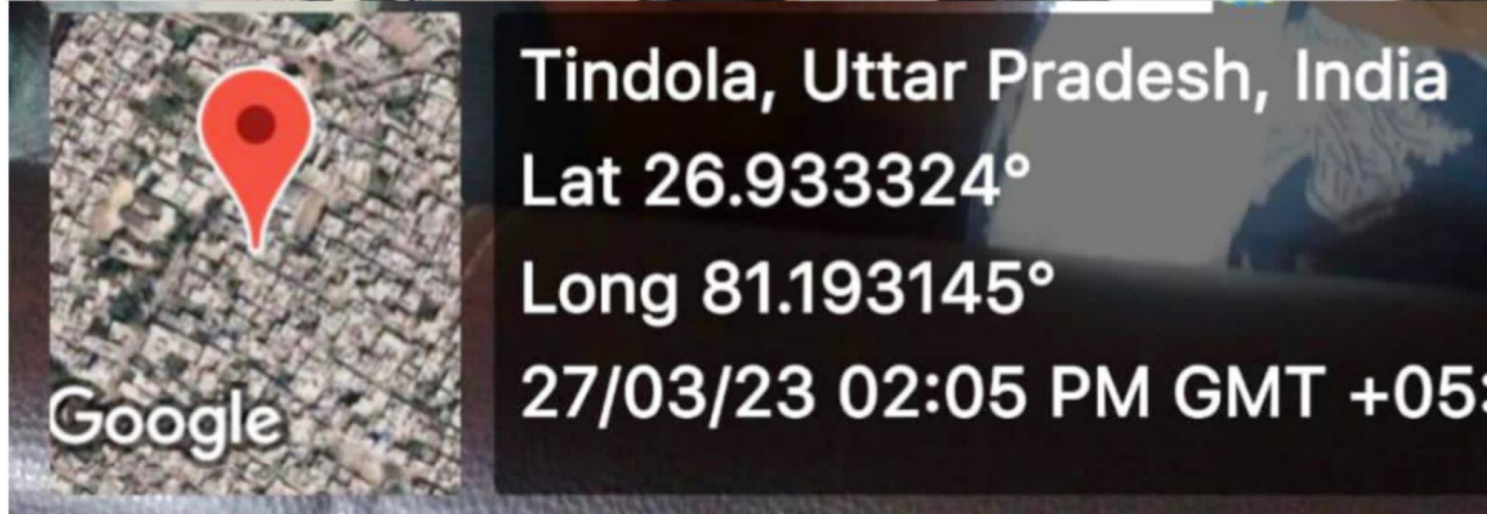 Tindola, Uttar Pradesh, India
Lat 26.933324°
Long 81.193145°
27/03/23 02:05 PM GMT +05:
Google